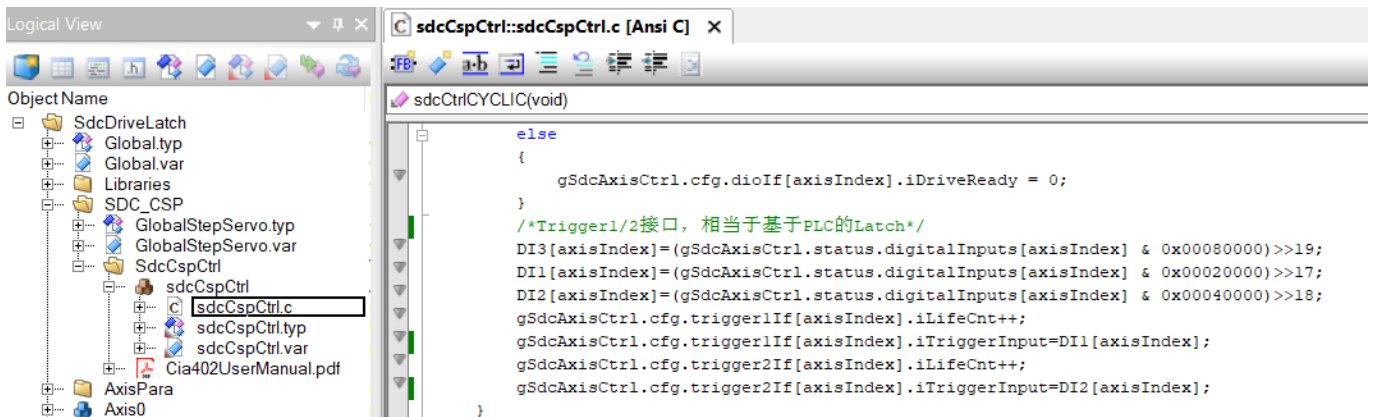 Logical View
Object Name
SdcDriveLatch
Global.typ
Global.var
Libraries
SDC_CSP
GlobalStepServo.typ
GlobalStepServo.var
SdcCspCtrl
sdcCspCtrl
sdcCspCtrl.c
sdcCspCtrl.typ
sdcCspCtrl.var
Cia402UserManual.pdf
AxisPara
Axis0
sdcCspCtrl::sdcCspCtrl.c [Ansi C]
sdcCtrlCYCLIC(void)
else
{
gSdcAxisCtrl.cfg.dioIf[axisIndex].iDriveReady = 0;
}
/*Trigger1/2接口，相当于基于PLC的Latch*/
DI3[axisIndex]=(gSdcAxisCtrl.status.digitalInputs[axisIndex] & 0x00080000)>>19;
DI1[axisIndex]=(gSdcAxisCtrl.status.digitalInputs[axisIndex] & 0x00020000)>>17;
DI2[axisIndex]=(gSdcAxisCtrl.status.digitalInputs[axisIndex] & 0x00040000)>>18;
gSdcAxisCtrl.cfg.trigger1If[axisIndex].iLifeCnt++;
gSdcAxisCtrl.cfg.trigger1If[axisIndex].iTriggerInput=DI1[axisIndex];
gSdcAxisCtrl.cfg.trigger2If[axisIndex].iLifeCnt++;
gSdcAxisCtrl.cfg.trigger2If[axisIndex].iTriggerInput=DI2[axisIndex];
}